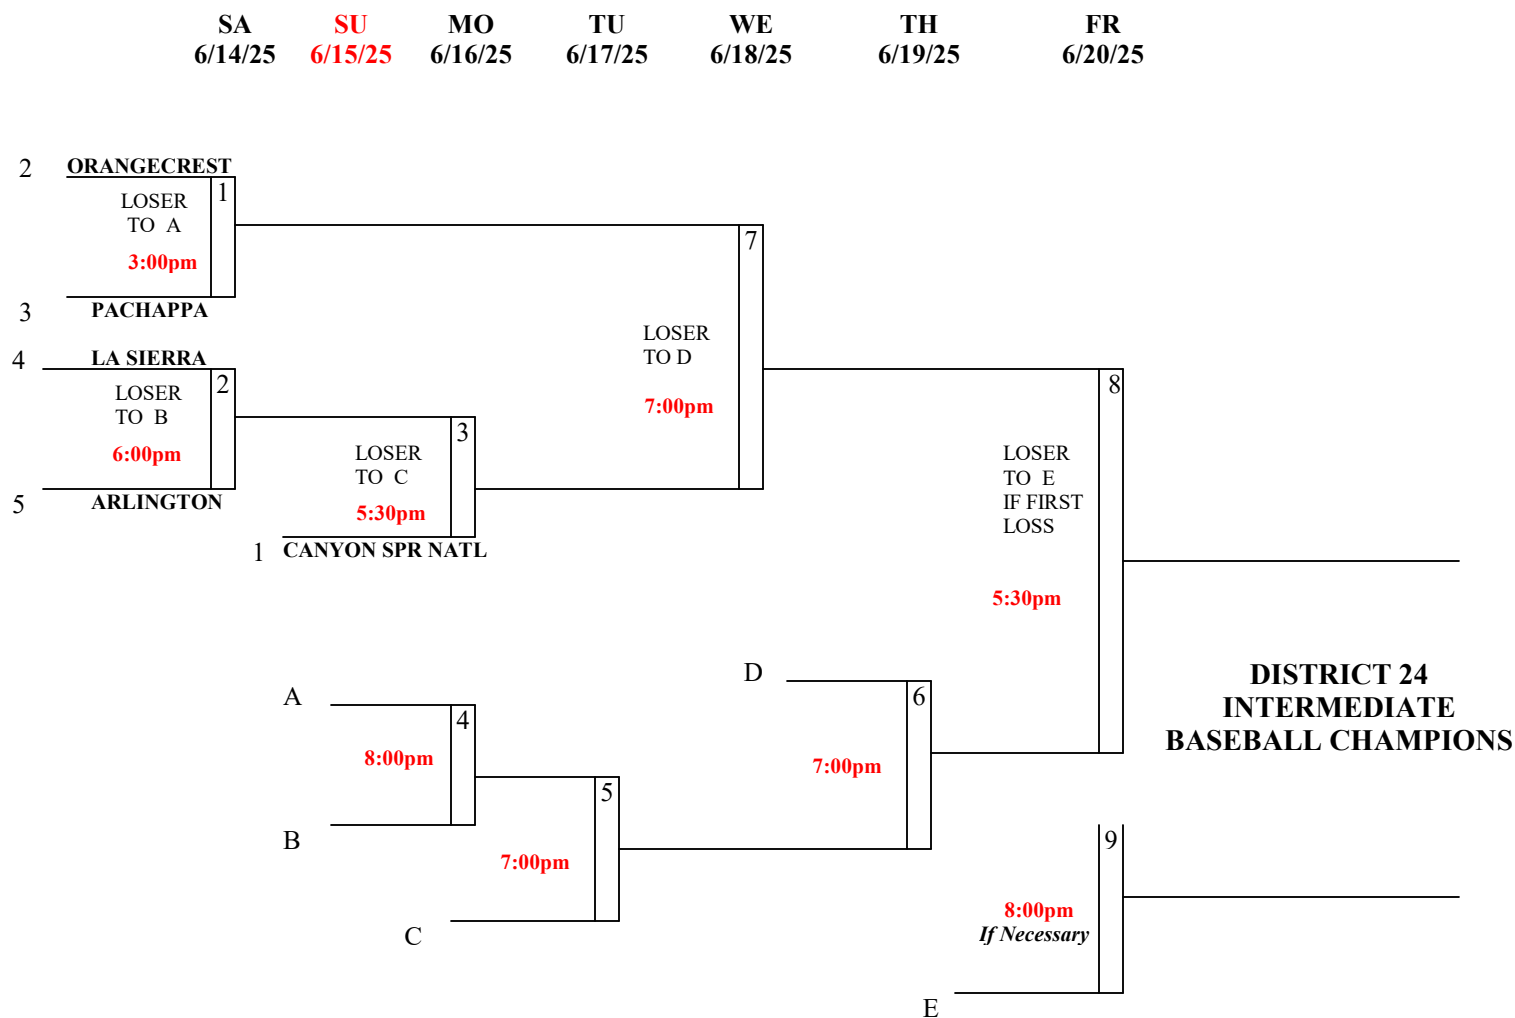 SA SU MO TU WE TH FR
6/14/25 6/15/25 6/16/25 6/17/25 6/18/25 6/19/25 6/20/25
2 ORANGECREST
1
LOSER
TO A
3:00pm
3 PACHAPPA
4 LA SIERRA
2
LOSER
TO B
6:00pm
5 ARLINGTON
3
LOSER
TO C
5:30pm
1 CANYON SPR NATL
7
LOSER
TO D
7:00pm
8
LOSER
TO E
IF FIRST
LOSS
5:30pm
DISTRICT 24
INTERMEDIATE
BASEBALL CHAMPIONS
A
4
8:00pm
B
5
7:00pm
C
D
6
7:00pm
9
8:00pm
If Necessary
E